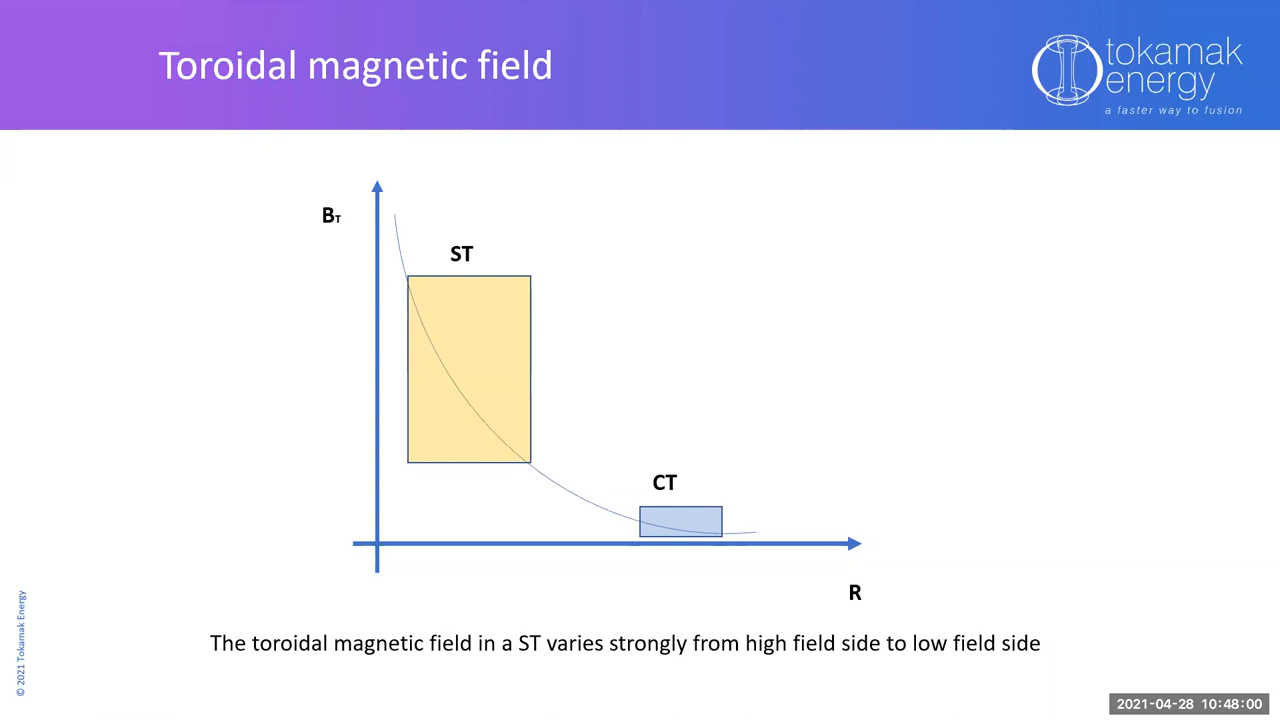 Toroidal magnetic field
tokamak
energy
a faster way to fusion
BT
ST
CT
R
The toroidal magnetic field in a ST varies strongly from high field side to low field side
© 2021 Tokamak Energy
2021-04-28 10:48:00